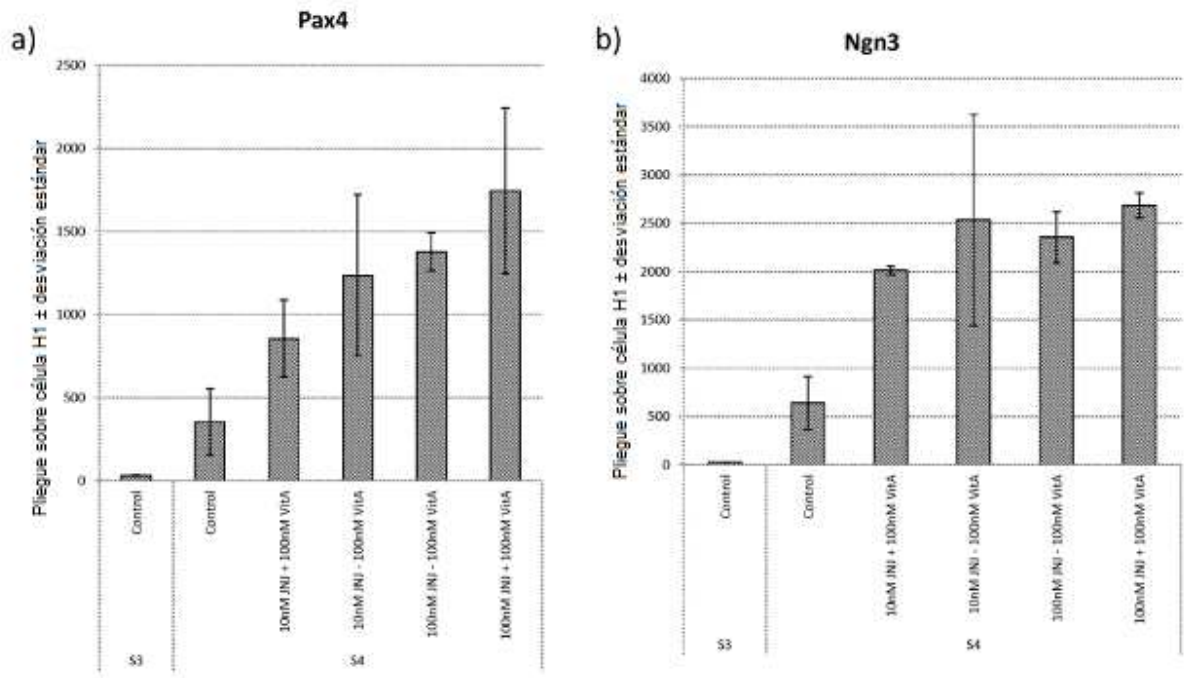 a)
Pax4
Pliegue sobre célula H1 ± desviación estándar
2500
2000
1500
1000
500
0
Control
Control
10nM JNJ + 100nM VitA
10nM JNJ - 100nM VitA
100nM JNJ - 100nM VitA
100nM JNJ + 100nM VitA
S3
S4
b)
Ngn3
Pliegue sobre célula H1 ± desviación estándar
4000
3500
3000
2500
2000
1500
1000
500
0
Control
Control
10nM JNJ + 100nM VitA
10nM JNJ - 100nM VitA
100nM JNJ - 100nM VitA
100nM JNJ + 100nM VitA
S3
S4